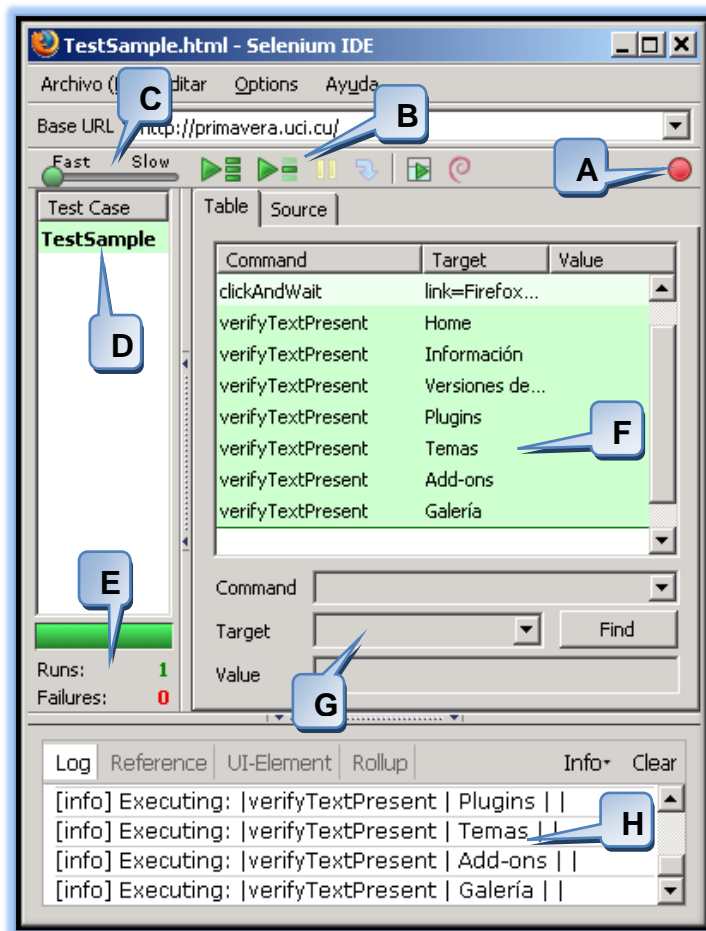 TestSample.html - Selenium IDE
Archivo ( ditar Options Ayuda
C
Base URL http://primavera.uci.cu/
B
Fast Slow
A
Test Case
TestSample
D
Table Source
Command Target Value
clickAndWait link=Firefox...
verifyTextPresent Home
verifyTextPresent Información
verifyTextPresent Versiones de...
verifyTextPresent Plugins
verifyTextPresent Temas
verifyTextPresent Add-ons
verifyTextPresent Galería
F
E
Command
Target Find
Value
G
Runs: 1
Failures: 0
Log Reference UI-Element Rollup Info Clear
[info] Executing: |verifyTextPresent | Plugins | |
[info] Executing: |verifyTextPresent | Temas | |
[info] Executing: |verifyTextPresent | Add-ons | |
[info] Executing: |verifyTextPresent | Galería | |
H